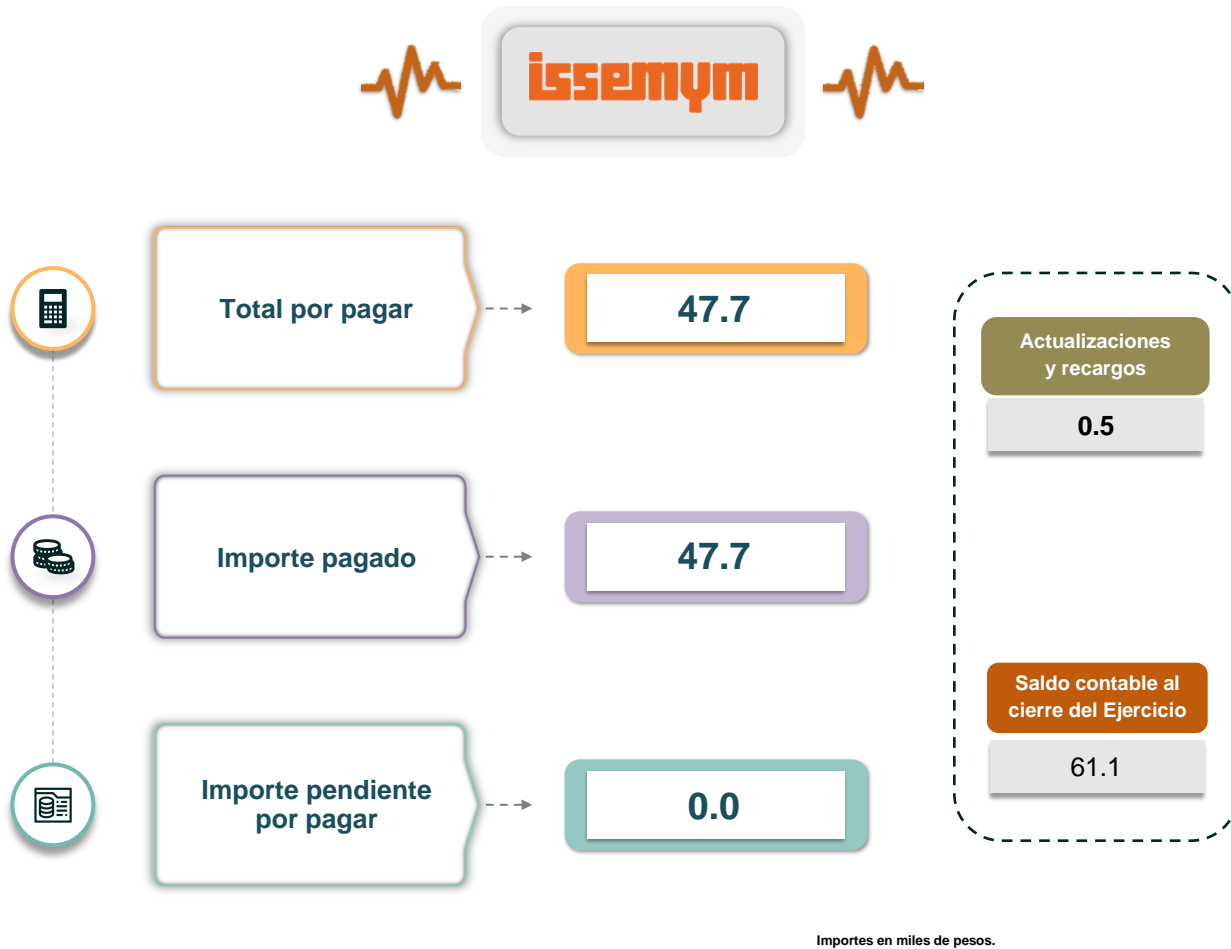 issemym
Total por pagar
47.7
Actualizaciones
y recargos
0.5
Importe pagado
47.7
Importe pendiente
por pagar
0.0
Saldo contable al
cierre del Ejercicio
61.1
Importes en miles de pesos.